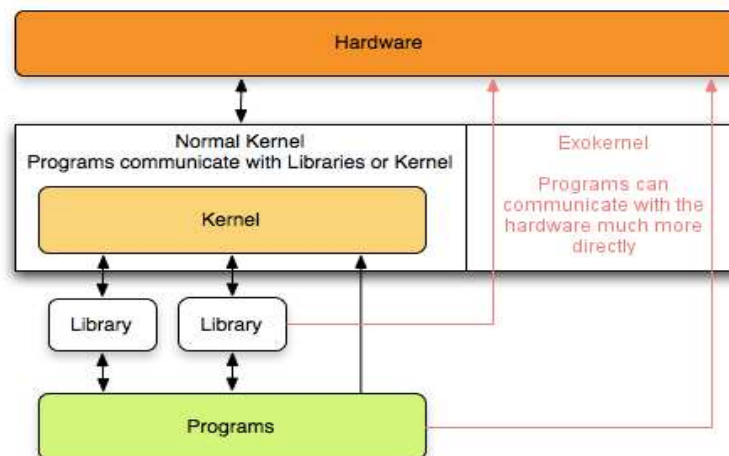 Hardware
Normal Kernel
Programs communicate with Libraries or Kernel
Kernel
Exokernel
Programs can
communicate with the
hardware much more
directly
Library
Library
Programs